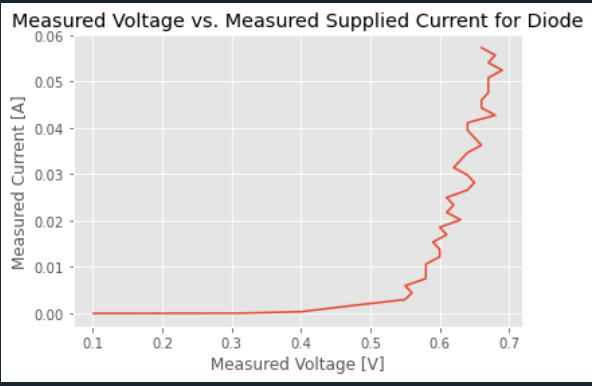 Measured Voltage vs. Measured Supplied Current for Diode
0.06
0.05
0.04
0.03
0.02
0.01
0.00
Measured Current [A]
0.1 0.2 0.3 0.4 0.5 0.6 0.7
Measured Voltage [V]